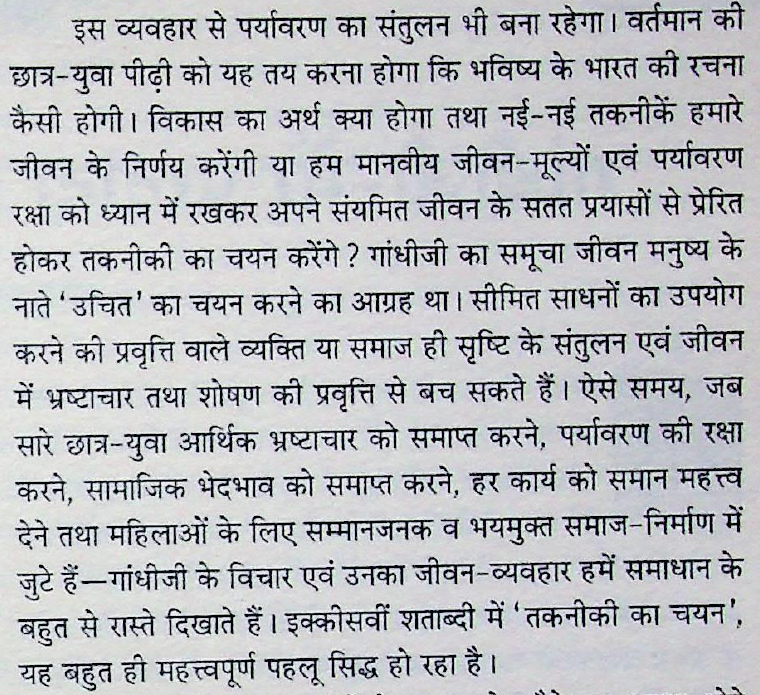 इस व्यवहार से पर्यावरण का संतुलन भी बना रहेगा। वर्तमान की
छात्र-युवा पीढ़ी को यह तय करना होगा कि भविष्य के भारत की रचना
कैसी होगी। विकास का अर्थ क्या होगा तथा नई-नई तकनीकें हमारे
जीवन के निर्णय करेंगी या हम मानवीय जीवन-मूल्यों एवं पर्यावरण
रक्षा को ध्यान में रखकर अपने संयमित जीवन के सतत प्रयासों से प्रेरित
होकर तकनीकी का चयन करेंगे? गांधीजी का समूचा जीवन मनुष्य के
नाते 'उचित' का चयन करने का आग्रह था। सीमित साधनों का उपयोग
करने की प्रवृत्ति वाले व्यक्ति या समाज ही सृष्टि के संतुलन एवं जीवन
में भ्रष्टाचार तथा शोषण की प्रवृत्ति से बच सकते हैं। ऐसे समय, जब
सारे छात्र-युवा आर्थिक भ्रष्टाचार को समाप्त करने, पर्यावरण की रक्षा
करने, सामाजिक भेदभाव को समाप्त करने, हर कार्य को समान महत्त्व
देने तथा महिलाओं के लिए सम्मानजनक व भयमुक्त समाज-निर्माण में
जुटे हैं—गांधीजी के विचार एवं उनका जीवन-व्यवहार हमें समाधान के
बहुत से रास्ते दिखाते हैं। इक्कीसवीं शताब्दी में 'तकनीकी का चयन',
यह बहुत ही महत्त्वपूर्ण पहलू सिद्ध हो रहा है।